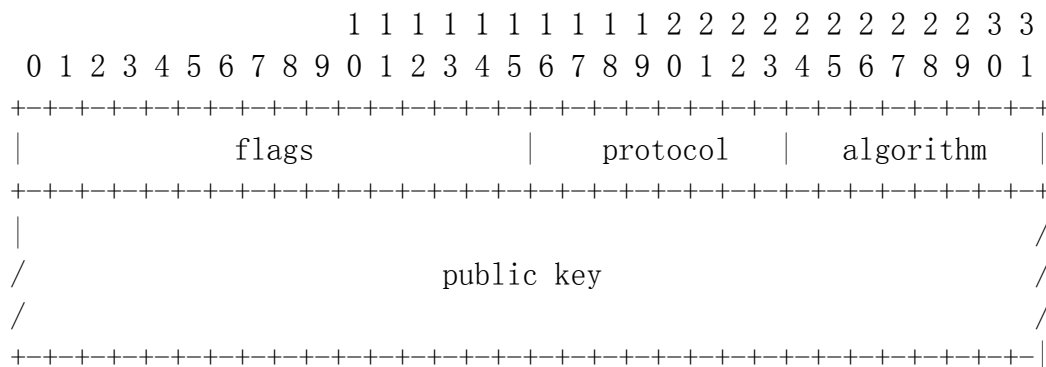 1 1 1 1 1 1 1 1 1 1 2 2 2 2 2 2 2 2 2 2 3 3
0 1 2 3 4 5 6 7 8 9 0 1 2 3 4 5 6 7 8 9 0 1 2 3 4 5 6 7 8 9 0 1
+-+-+-+-+-+-+-+-+-+-+-+-+-+-+-+-+-+-+-+-+-+-+-+-+-+-+-+-+-+-+-+-+
| flags | protocol | algorithm |
+-+-+-+-+-+-+-+-+-+-+-+-+-+-+-+-+-+-+-+-+-+-+-+-+-+-+-+-+-+-+-+-+
| /
/ public key /
/ /
+-+-+-+-+-+-+-+-+-+-+-+-+-+-+-+-+-+-+-+-+-+-+-+-+-+-+-+-+-+-+-+-|